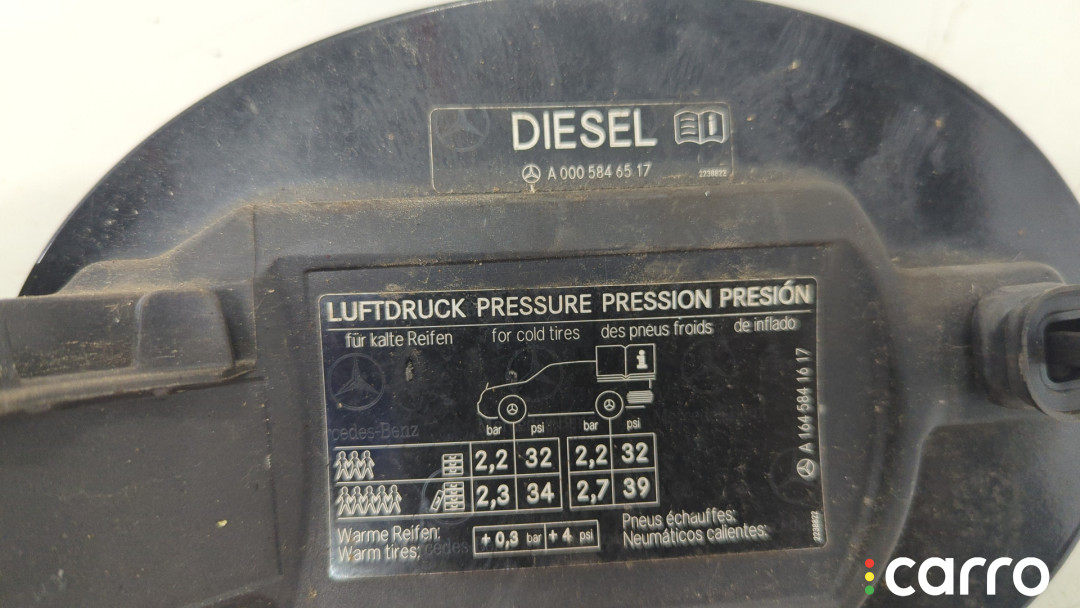 DIESEL
A 000 584 65 17
2238823
LUFTDRUCK PRESSURE PRESSION PRESIÓN
für kalte Reifen for cold tires des pneus froids de inflado
bar psi bar psi
2,2 32 2,2 32
2,3 34 2,7 39
Warme Reifen: + 0,3 bar + 4 psi Pneus échauffes:
Warm tires: Neumáticos calientes:
A 164 584 16 17
carro